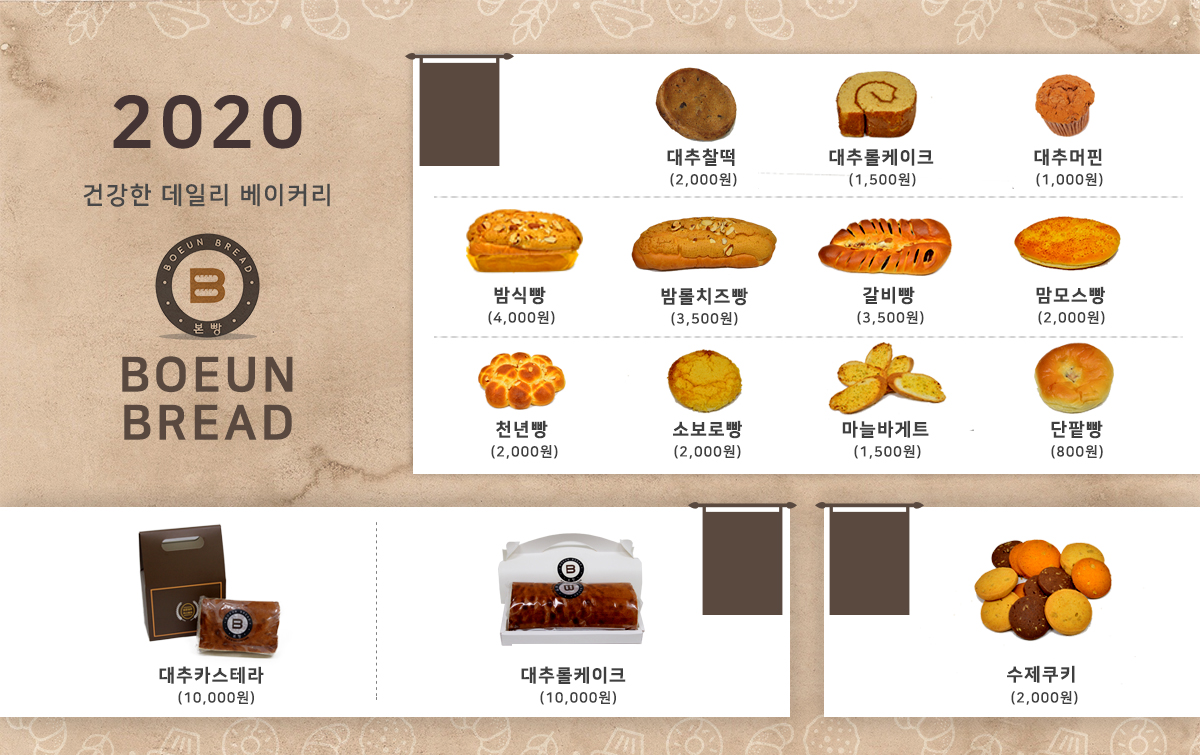 2020
건강한 데일리 베이커리
BOEUN BREAD
B
본빵
BOEUN
BREAD
대추찰떡
(2,000원)
대추롤케이크
(1,500원)
대추머핀
(1,000원)
밤식빵
(4,000원)
밤롤치즈빵
(3,500원)
갈비빵
(3,500원)
맘모스빵
(2,000원)
천년빵
(2,000원)
소보로빵
(2,000원)
마늘바게트
(1,500원)
단팥빵
(800원)
B
대추카스테라
(10,000원)
B
대추롤케이크
(10,000원)
수제쿠키
(2,000원)